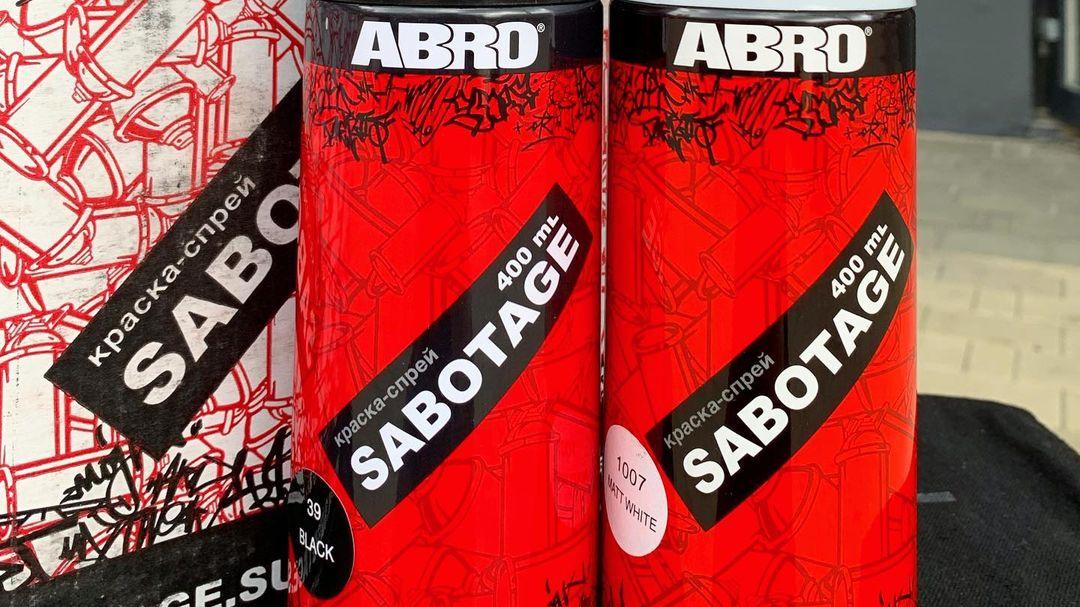 краска-спрей
SABO
GE.SU
ABRO®
400 mL
краска-спрей
SABOTAGE
39
BLACK
ABRO®
400 mL
краска-спрей
SABOTAGE
1007
MATT WHITE